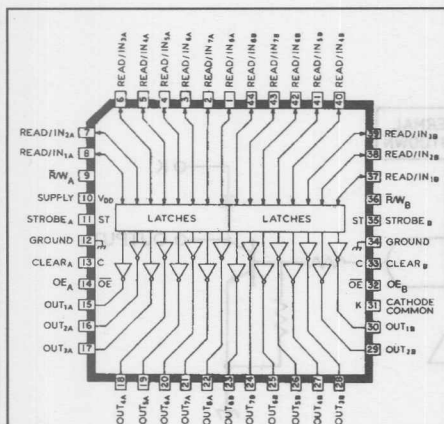 READ/IN3A
READ/IN4A
READ/IN5A
READ/IN6A
READ/IN7A
READ/IN8A
READ/IN8B
READ/IN7B
READ/IN6B
READ/IN5B
READ/IN4B
6 5 4 3 2 1 44 43 42 41 40
READ/IN2A 7
READ/IN1A 8
R̅/WA 9
SUPPLY 10 VDD
STROBEA 11 ST
GROUND 12
CLEARA 13 C
OEA 14 O̅E̅
OUT1A 15
OUT2A 16
OUT3A 17
LATCHES LATCHES
39 READ/IN3B
38 READ/IN2B
37 READ/IN1B
36 R̅/WB
ST 35 STROBEB
34 GROUND
C 33 CLEARB
O̅E̅ 32 OEB
K 31 CATHODE COMMON
30 OUT1B
29 OUT2B
18 19 20 21 22 23 24 25 26 27 28
OUT4A
OUT5A
OUT6A
OUT7A
OUT8A
OUT8B
OUT7B
OUT6B
OUT5B
OUT4B
OUT3B